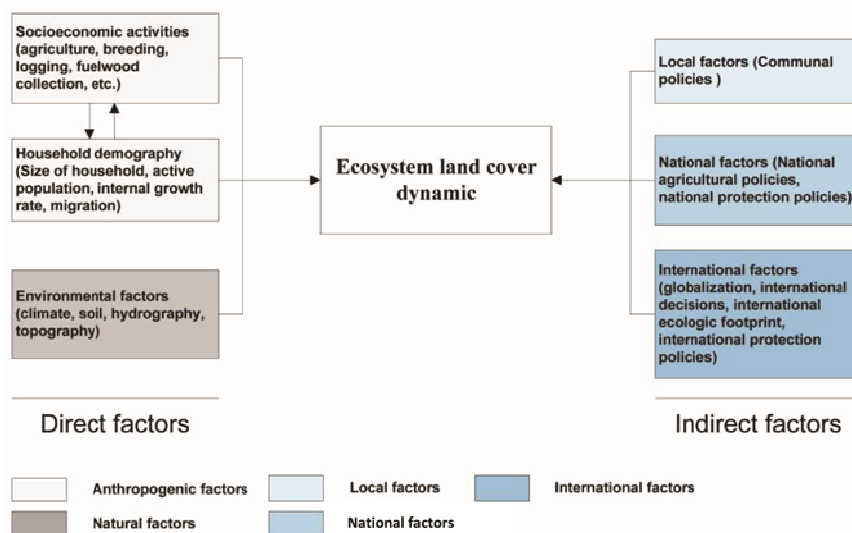 Socioeconomic activities
(agriculture, breeding,
logging, fuelwood
collection, etc.)
Household demography
(Size of household, active
population, internal growth
rate, migration)
Environmental factors
(climate, soil, hydrography,
topography)
Direct factors
Ecosystem land cover
dynamic
Local factors (Communal
policies )
National factors (National
agricultural policies,
national protection policies)
International factors
(globalization, international
decisions, international
ecologic footprint,
international protection
policies)
Indirect factors
Anthropogenic factors
Local factors
International factors
Natural factors
National factors